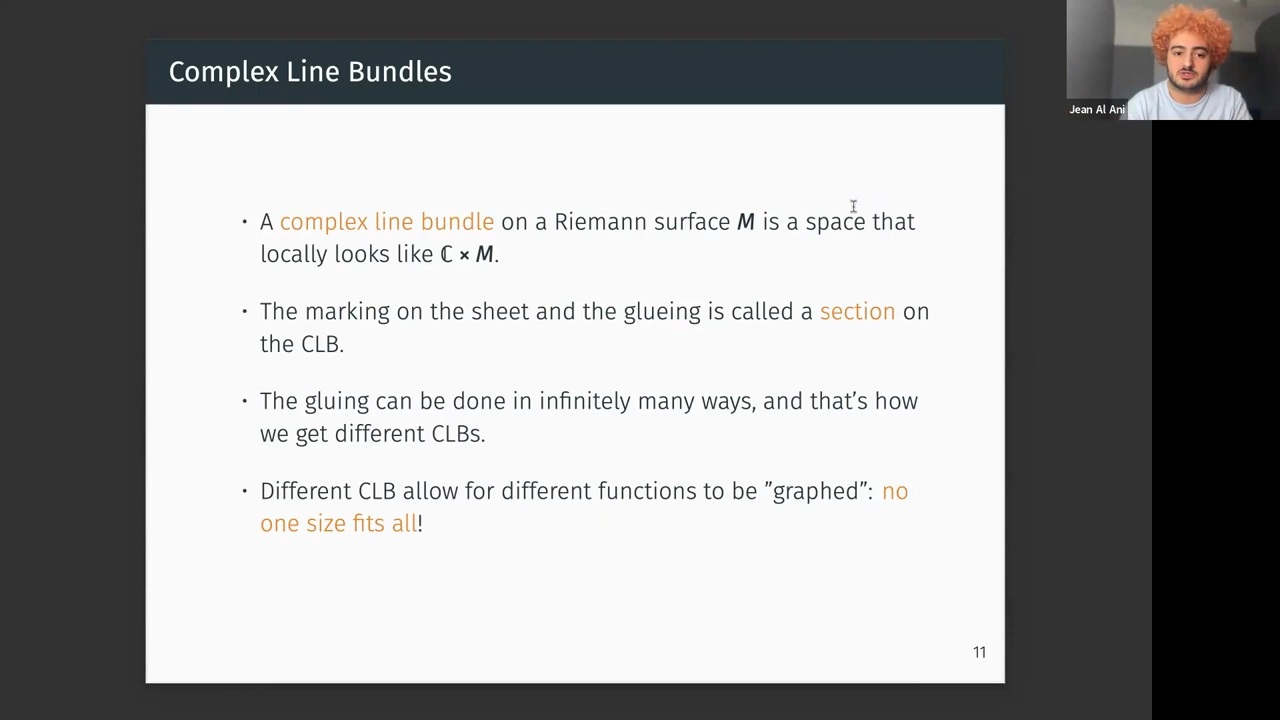 Complex Line Bundles
Jean Al Ani
• A complex line bundle on a Riemann surface M is a space that
locally looks like ℂ × M.
• The marking on the sheet and the glueing is called a section on
the CLB.
• The gluing can be done in infinitely many ways, and that’s how
we get different CLBs.
• Different CLB allow for different functions to be ”graphed”: no
one size fits all!
11